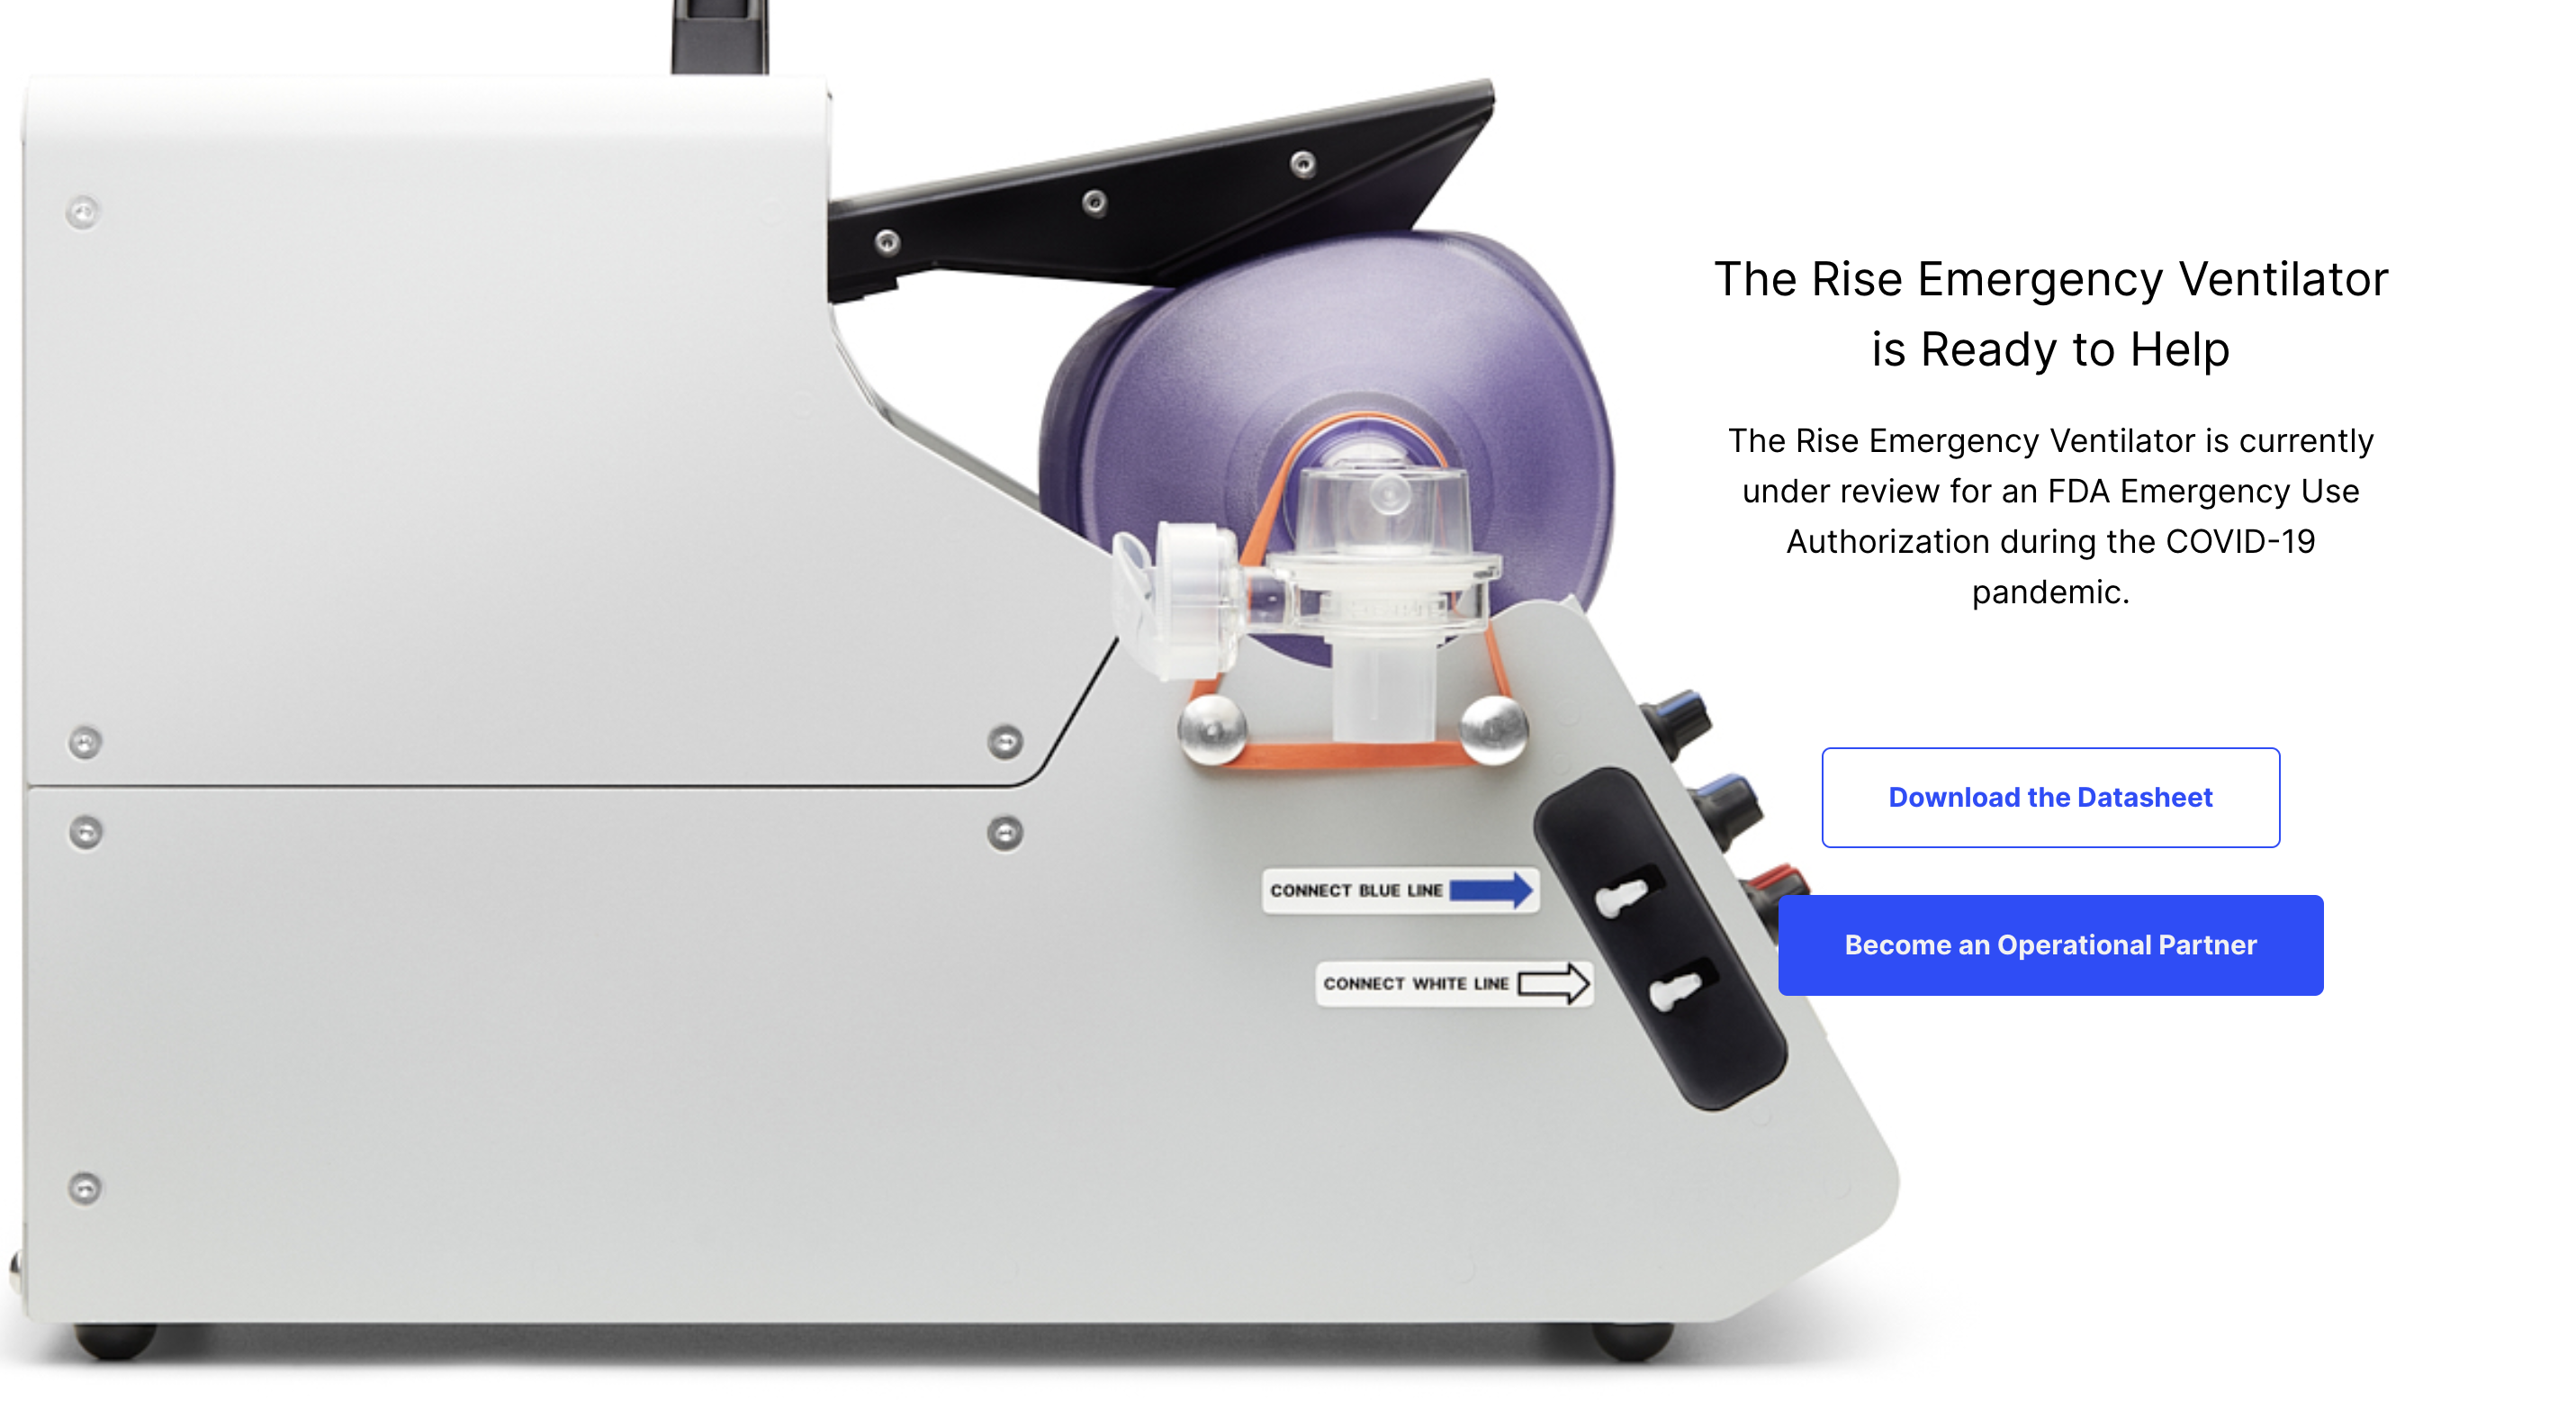 The Rise Emergency Ventilator
is Ready to Help
The Rise Emergency Ventilator is currently
under review for an FDA Emergency Use
Authorization during the COVID-19
pandemic.
Download the Datasheet
CONNECT BLUE LINE
Become an Operational Partner
CONNECT WHITE LINE